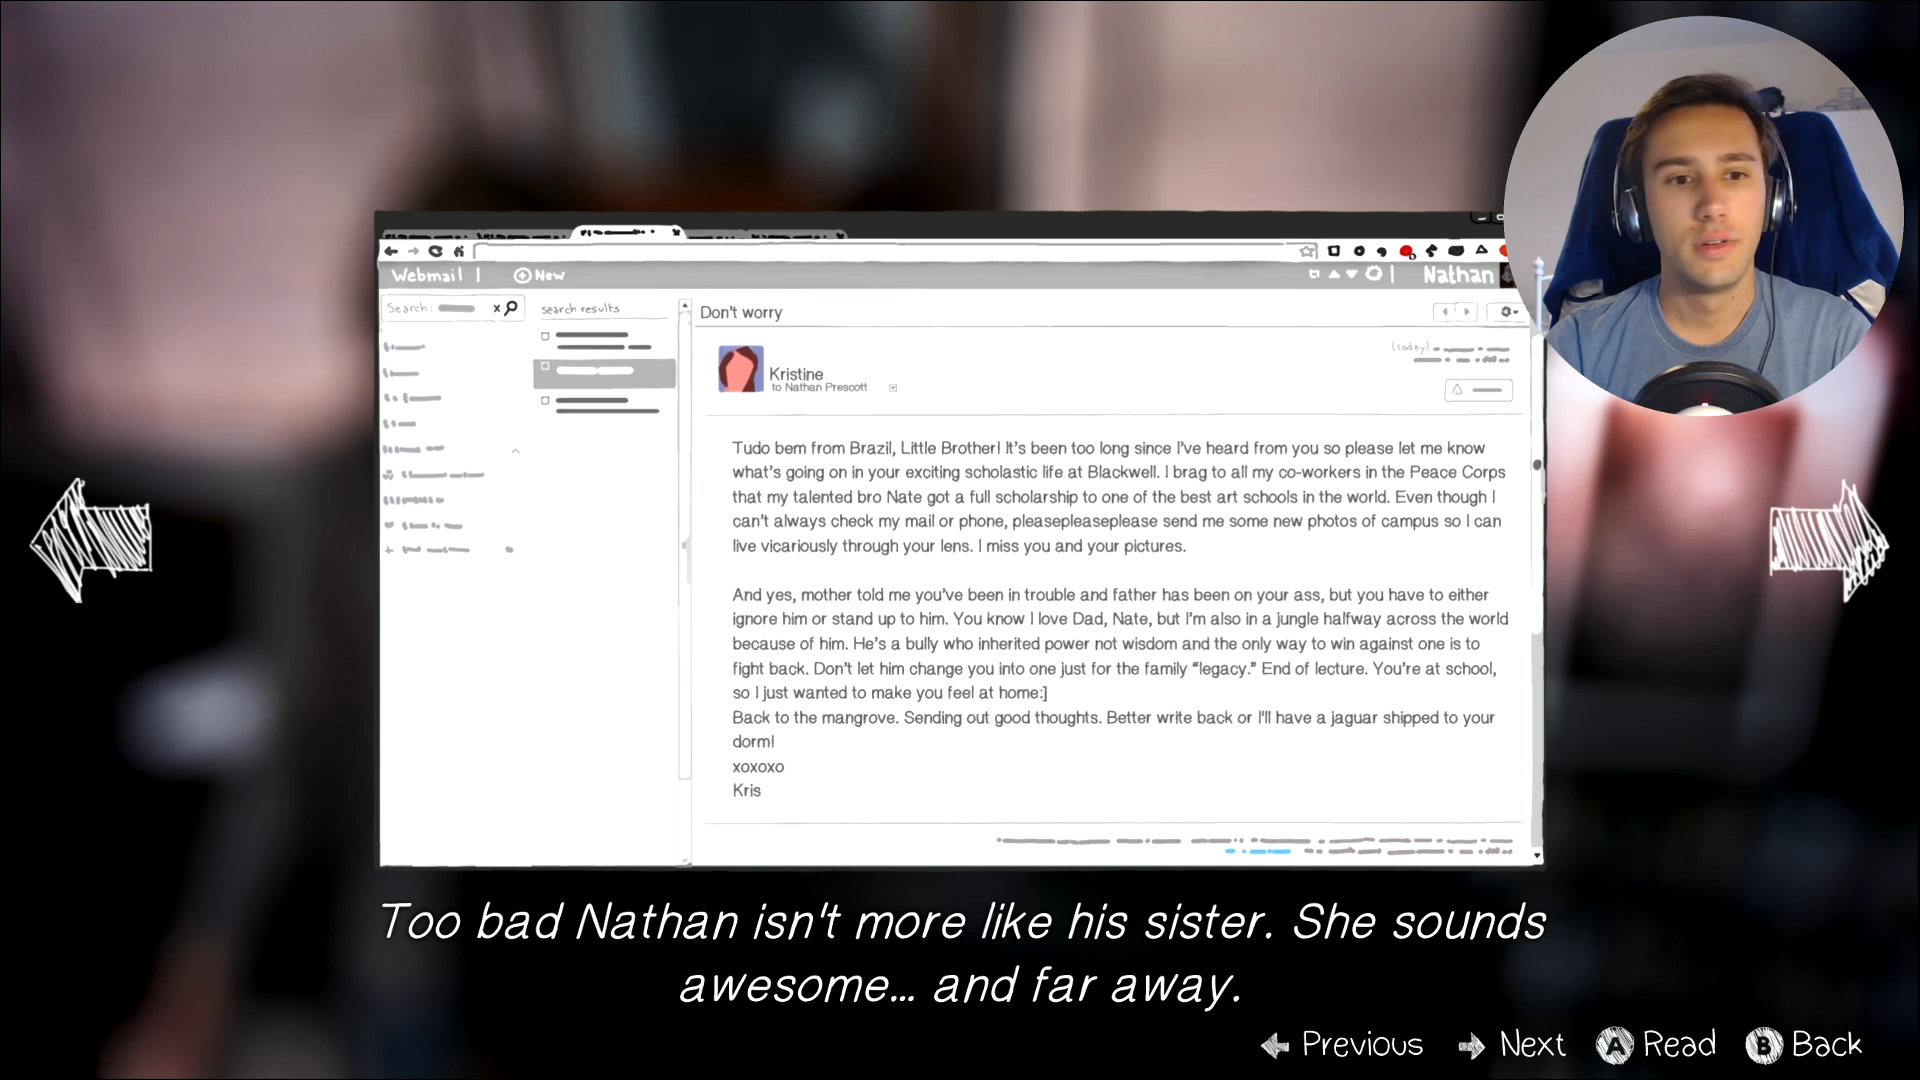 Webmail |
New
Nathan
Search:
search results
Don't worry
(today)
Kristine
to Nathan Prescott
Tudo bem from Brazil, Little Brother! It's been too long since I've heard from you so please let me know
what's going on in your exciting scholastic life at Blackwell. I brag to all my co-workers in the Peace Corps
that my talented bro Nate got a full scholarship to one of the best art schools in the world. Even though I
can't always check my mail or phone, pleasepleaseplease send me some new photos of campus so I can
live vicariously through your lens. I miss you and your pictures.
And yes, mother told me you've been in trouble and father has been on your ass, but you have to either
ignore him or stand up to him. You know I love Dad, Nate, but I'm also in a jungle halfway across the world
because of him. He's a bully who inherited power not wisdom and the only way to win against one is to
fight back. Don't let him change you into one just for the family “legacy.” End of lecture. You're at school,
so I just wanted to make you feel at home:]
Back to the mangrove. Sending out good thoughts. Better write back or I'll have a jaguar shipped to your
dorm!
xoxoxo
Kris
Too bad Nathan isn't more like his sister. She sounds
awesome... and far away.
Previous Next A Read B Back